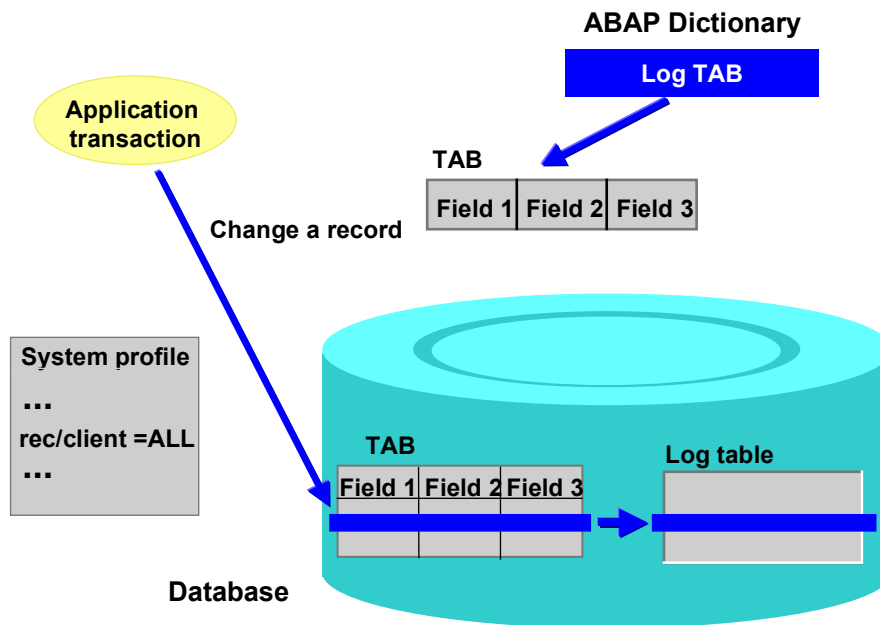 ABAP Dictionary
Log TAB
Application
transaction
TAB
Field 1 Field 2 Field 3
Change a record
System profile
...
rec/client =ALL
...
TAB
Field 1 Field 2 Field 3
Log table
Database